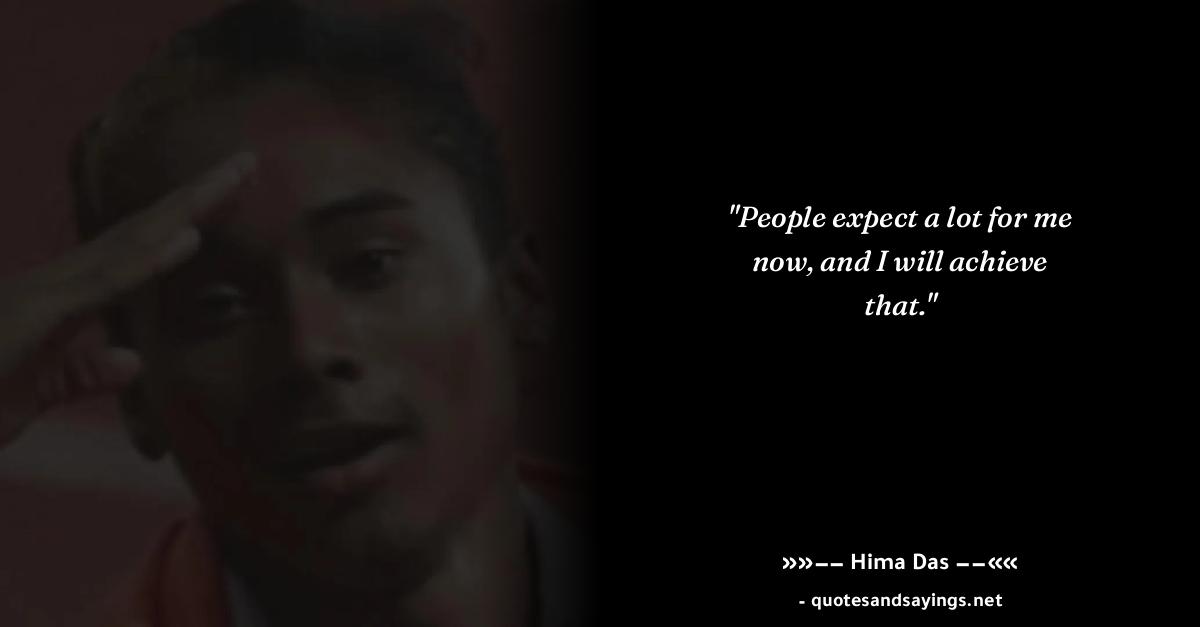 "People expect a lot for me
now, and I will achieve
that."
»»–– Hima Das ––««
- quotesandsayings.net